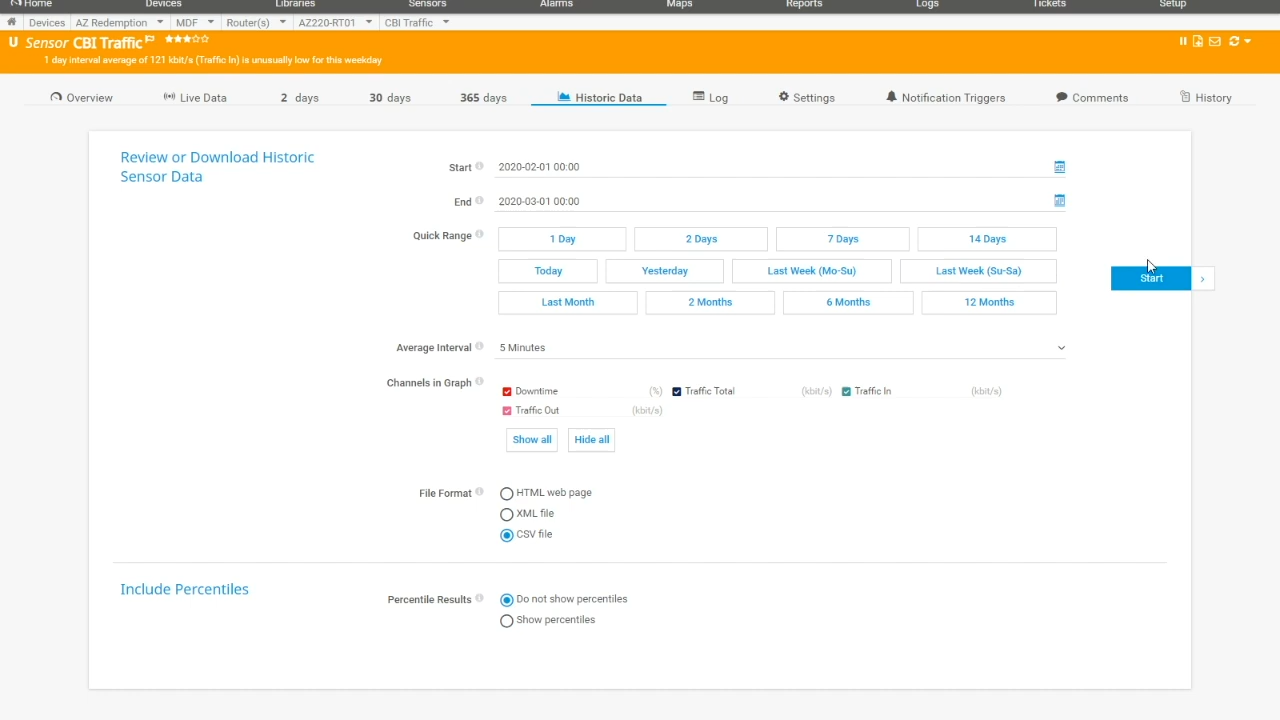 Home Devices Libraries Sensors Alarms Maps Reports Logs Tickets Setup
Devices AZ Redemption MDF Router(s) AZ220-RT01 CBI Traffic
U Sensor CBI Traffic
1 day interval average of 121 kbit/s (Traffic In) is unusually low for this weekday
Overview Live Data 2 days 30 days 365 days Historic Data Log Settings Notification Triggers Comments History
Review or Download Historic
Sensor Data
Start 2020-02-01 00:00
End 2020-03-01 00:00
Quick Range 1 Day 2 Days 7 Days 14 Days
Today Yesterday Last Week (Mo-Su) Last Week (Su-Sa)
Start
Last Month 2 Months 6 Months 12 Months
Average Interval 5 Minutes
Channels in Graph
Downtime (%) Traffic Total (kbit/s) Traffic In (kbit/s)
Traffic Out (kbit/s)
Show all Hide all
File Format HTML web page
XML file
CSV file
Include Percentiles
Percentile Results Do not show percentiles
Show percentiles